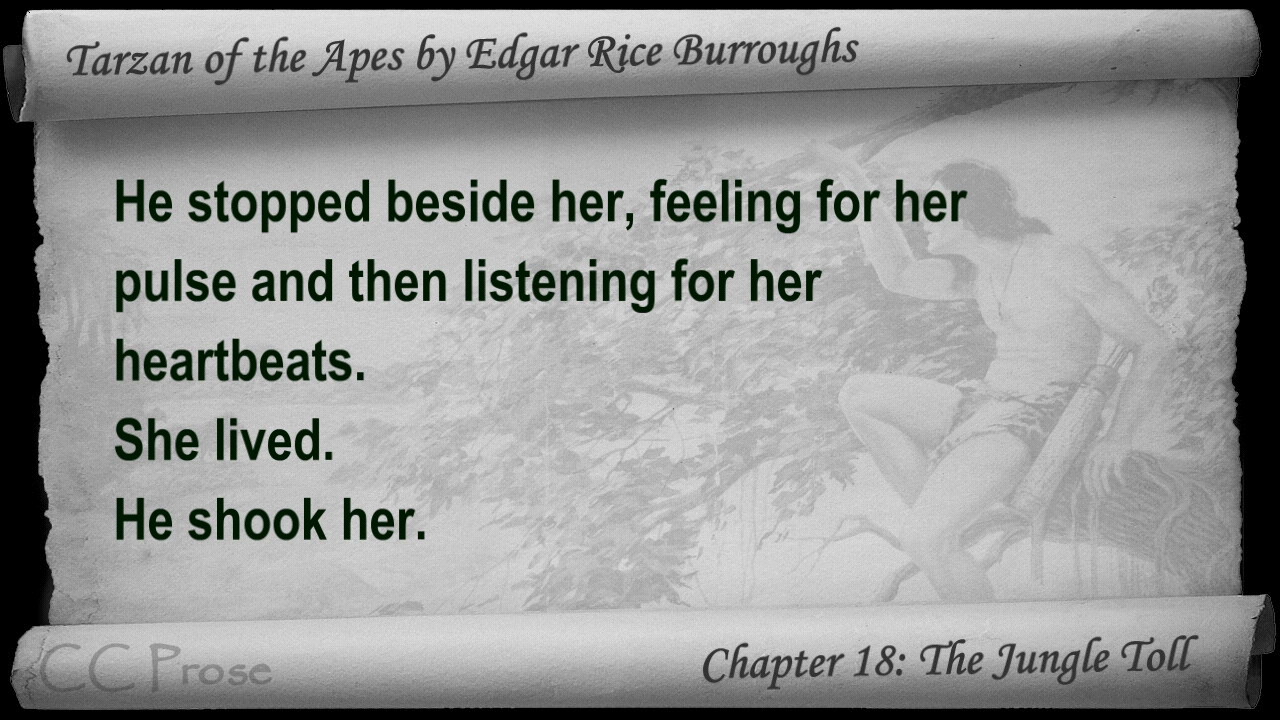 Tarzan of the Apes by Edgar Rice Burroughs
He stopped beside her, feeling for her
pulse and then listening for her
heartbeats.
She lived.
He shook her.
CC Prose
Chapter 18: The Jungle Toll